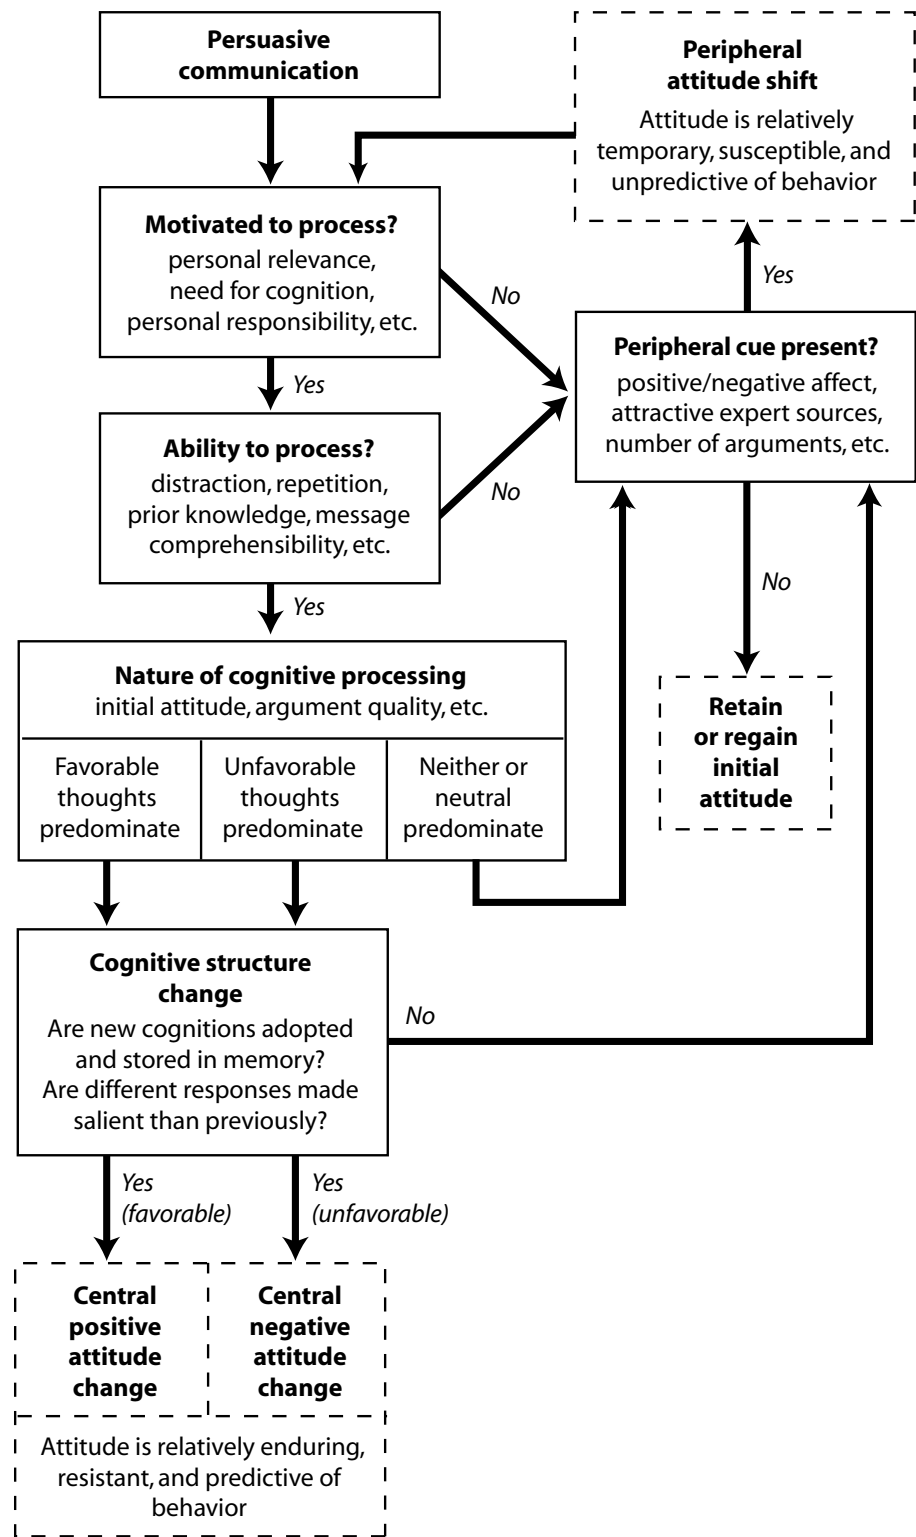 Persuasive
communication
Peripheral
attitude shift
Attitude is relatively
temporary, susceptible, and
unpredictive of behavior
Motivated to process?
personal relevance,
need for cognition,
personal responsibility, etc.
No
Yes
Yes
Peripheral cue present?
positive/negative affect,
attractive expert sources,
number of arguments, etc.
Ability to process?
distraction, repetition,
prior knowledge, message
comprehensibility, etc.
No
Yes
No
Nature of cognitive processing
initial attitude, argument quality, etc.
Favorable
thoughts
predominate
Unfavorable
thoughts
predominate
Neither or
neutral
predominate
Retain
or regain
initial
attitude
Cognitive structure
change
Are new cognitions adopted
and stored in memory?
Are different responses made
salient than previously?
No
Yes
(favorable)
Yes
(unfavorable)
Central
positive
attitude
change
Central
negative
attitude
change
Attitude is relatively enduring,
resistant, and predictive of
behavior